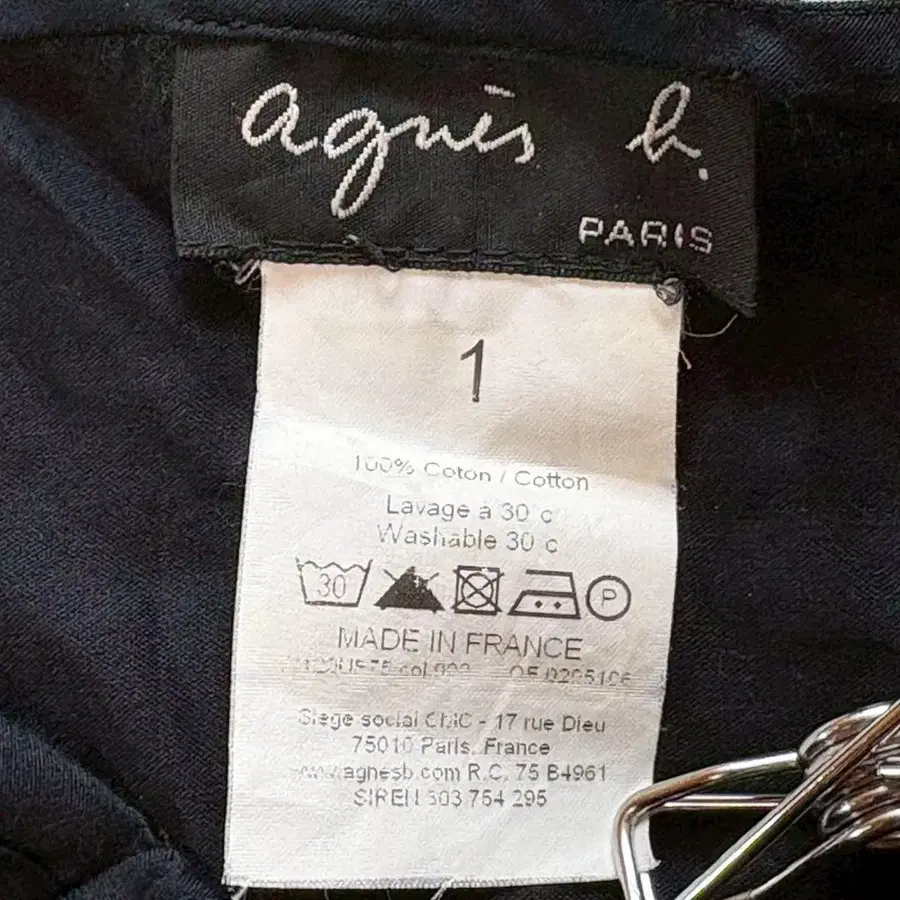 agnès b.
PARIS
1
100% Coton / Cotton
Lavage à 30 c
Washable 30 c
30
P
MADE IN FRANCE
Siege social CMC - 17 rue Dieu
75010 Paris, France
www.agnesb.com R.C. 75 B4961
SIREN 303 754 295